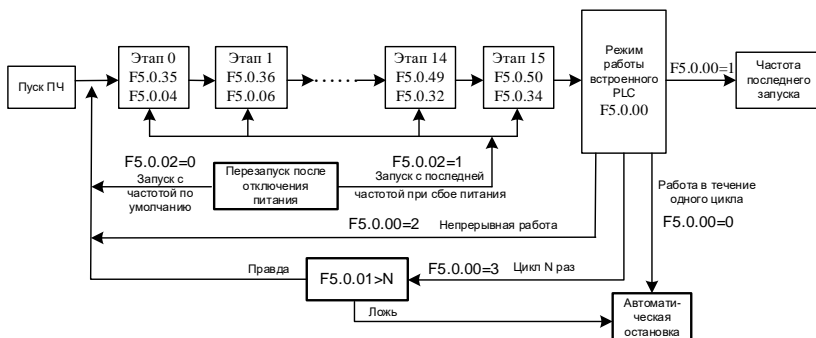 Пуск ПЧ
Этап 0
F5.0.35
F5.0.04
Этап 1
F5.0.36
F5.0.06
......
Этап 14
F5.0.49
F5.0.32
Этап 15
F5.0.50
F5.0.34
Режим
работы
встроенного
PLC
F5.0.00
F5.0.00=1
Частота
последнего
запуска
F5.0.02=0
Запуск с
частотой по
умолчанию
Перезапуск после
отключения
питания
F5.0.02=1
Запуск с последней
частотой при сбое питания
Работа в течение
одного цикла
F5.0.00=0
F5.0.00=2 Непрерывная работа
Правда
F5.0.01>N
F5.0.00=3 Цикл N раз
Ложь
Автомати-
ческая
остановка